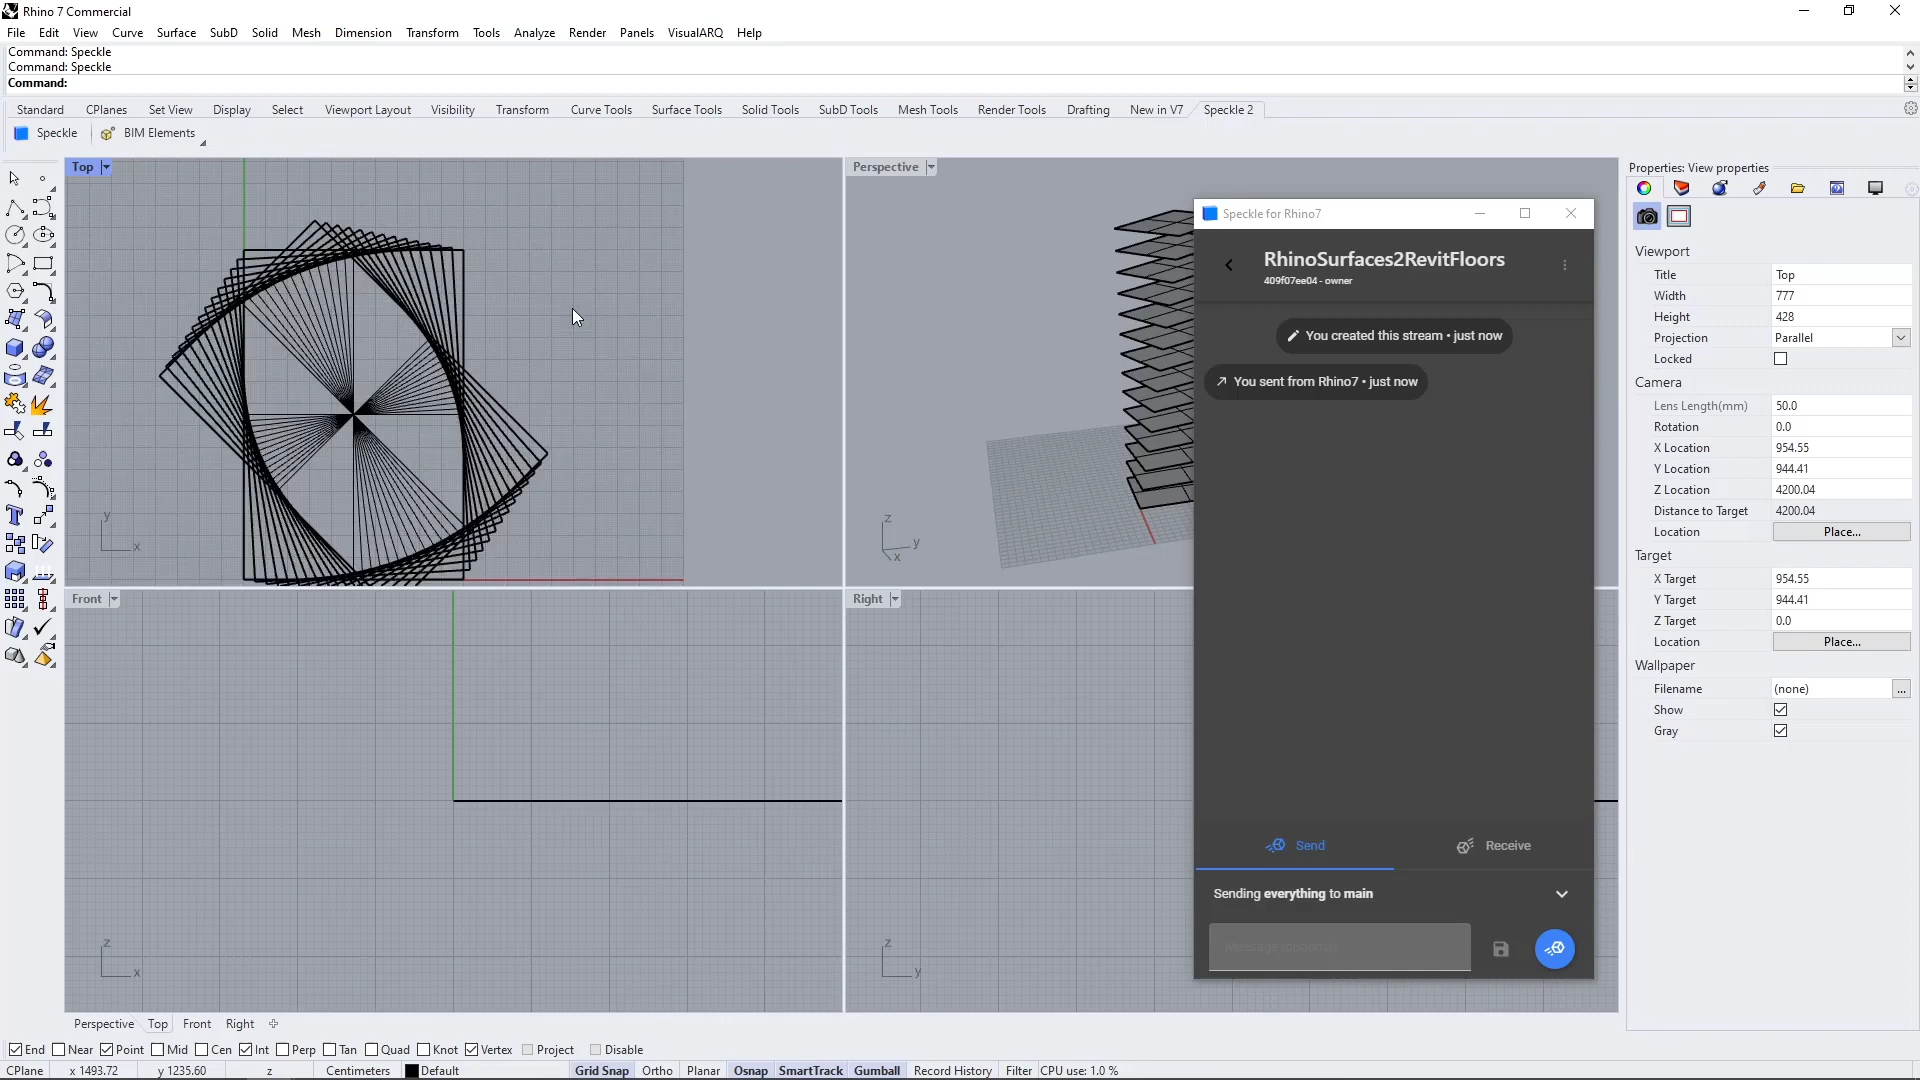 Rhino 7 Commercial
File Edit View Curve Surface SubD Solid Mesh Dimension Transform Tools Analyze Render Panels VisualARQ Help
Command: Speckle
Command: Speckle
Command:
Standard CPlanes Set View Display Select Viewport Layout Visibility Transform Curve Tools Surface Tools Solid Tools SubD Tools Mesh Tools Render Tools Drafting New in V7 Speckle 2
Speckle BIM Elements
Top
Perspective
y
x
z
y
x
Front
Right
z
x
z
y
Speckle for Rhino7
RhinoSurfaces2RevitFloors
409f07ee04 - owner
You created this stream • just now
You sent from Rhino7 • just now
Send Receive
Sending everything to main
Message (optional)
Properties: View properties
Viewport
Title Top
Width 777
Height 428
Projection Parallel
Locked
Camera
Lens Length(mm) 50.0
Rotation 0.0
X Location 954.55
Y Location 944.41
Z Location 4200.04
Distance to Target 4200.04
Location Place...
Target
X Target 954.55
Y Target 944.41
Z Target 0.0
Location Place...
Wallpaper
Filename (none) ...
Show
Gray
Perspective Top Front Right
End Near Point Mid Cen Int Perp Tan Quad Knot Vertex Project Disable
CPlane x 1493.72 y 1235.60 z Centimeters Default Grid Snap Ortho Planar Osnap SmartTrack Gumball Record History Filter CPU use: 1.0 %